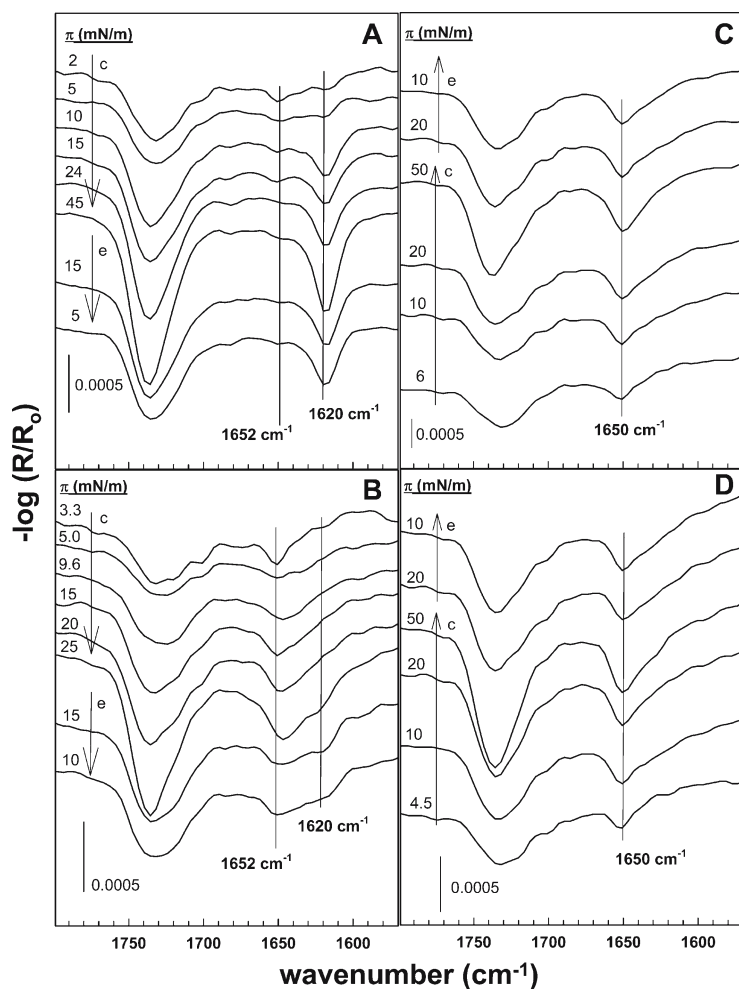 -log (R/Ro)
A
π (mN/m)
2
c
5
10
15
24
45
e
15
5
0.0005
1652 cm-1
1620 cm-1
C
π (mN/m)
10
e
20
50
c
20
10
6
0.0005
1650 cm-1
B
π (mN/m)
3.3
c
5.0
9.6
15
20
25
e
15
10
0.0005
1652 cm-1
1620 cm-1
D
π (mN/m)
10
e
20
50
c
20
10
4.5
0.0005
1650 cm-1
1750 1700 1650 1600 1750 1700 1650 1600
wavenumber (cm-1)